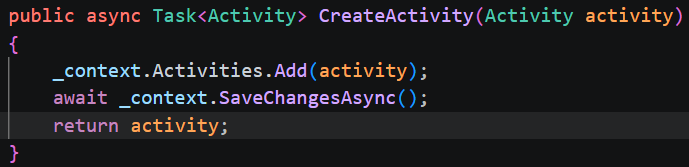 public async Task<Activity> CreateActivity(Activity activity)
{
    _context.Activities.Add(activity);
    await _context.SaveChangesAsync();
    return activity;
}